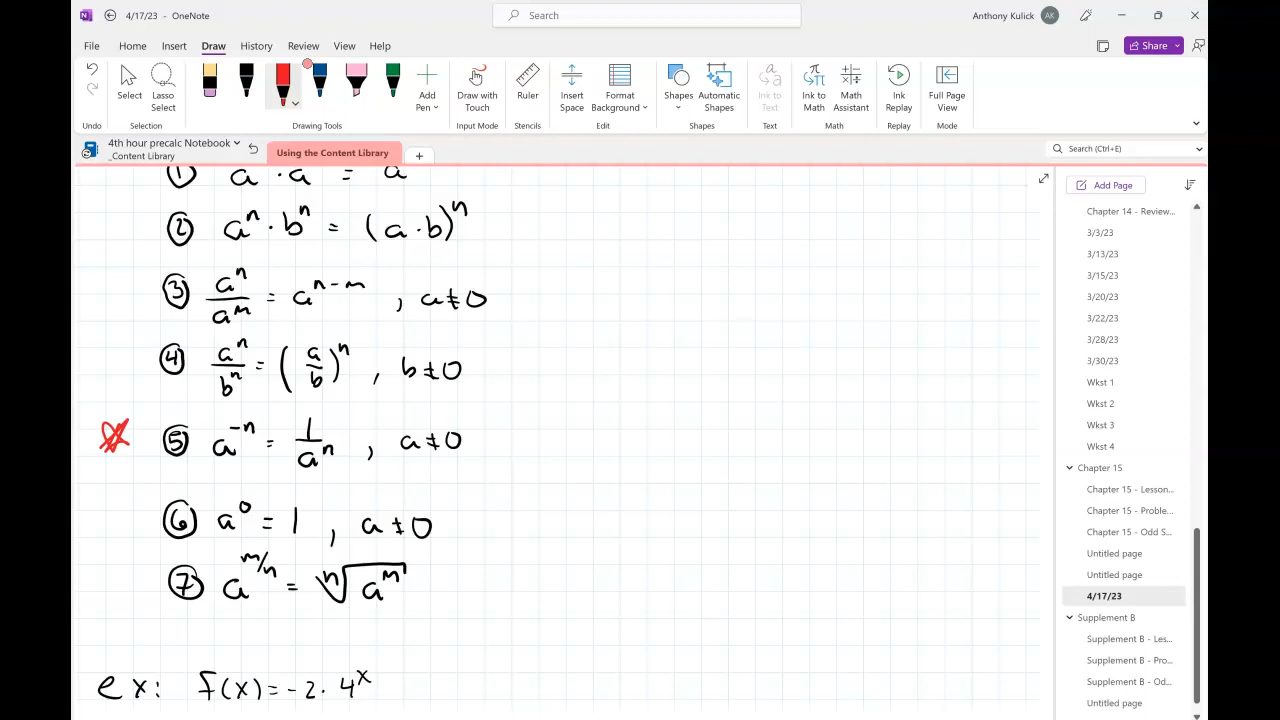 4/17/23 - OneNote
Search
Anthony Kulick
AK
File Home Insert Draw History Review View Help
Share
Undo
Select
Lasso Select
Drawing Tools
Selection
Add Pen
Draw with Touch
Input Mode
Ruler
Stencils
Insert Space
Format Background
Edit
Shapes
Automatic Shapes
Shapes
Ink to Text
Text
Ink to Math
Math Assistant
Math
Ink Replay
Replay
Full Page View
Mode
4th hour precalc Notebook
_Content Library
Using the Content Library
+
Search (Ctrl+E)
Add Page
① a · a = a
② aⁿ · bⁿ = (a · b)ⁿ
③ aⁿ/aᵐ = aⁿ⁻ᵐ , a ≠ 0
④ aⁿ/bⁿ = (a/b)ⁿ , b ≠ 0
⑤ a⁻ⁿ = 1/aⁿ , a ≠ 0
⑥ a⁰ = 1 , a ≠ 0
⑦ a^(m/n) = ⁿ√(aᵐ)
ex: f(x) = -2 · 4ˣ
Chapter 14 - Review...
3/3/23
3/13/23
3/15/23
3/20/23
3/22/23
3/28/23
3/30/23
Wkst 1
Wkst 2
Wkst 3
Wkst 4
Chapter 15
Chapter 15 - Lesson...
Chapter 15 - Proble...
Chapter 15 - Odd S...
Untitled page
Untitled page
4/17/23
Supplement B
Supplement B - Les...
Supplement B - Pro...
Supplement B - Od...
Untitled page